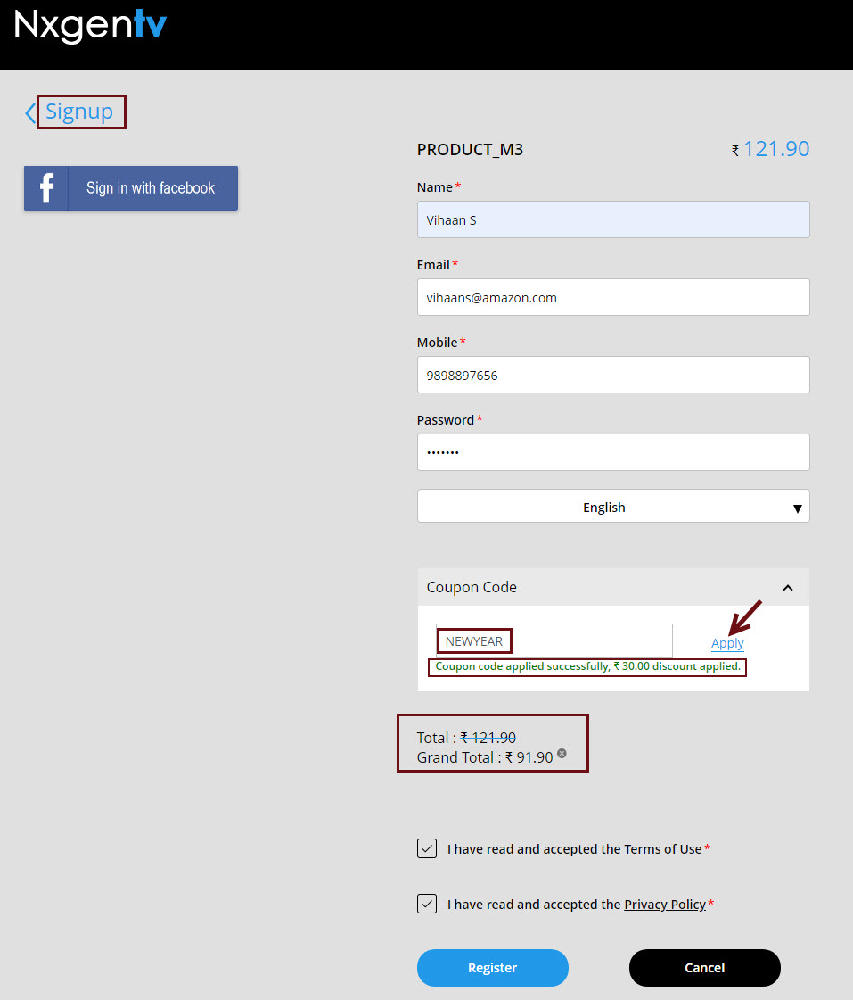 Nxgentv
Signup
Sign in with facebook
PRODUCT_M3 ₹ 121.90
Name*
Vihaan S
Email*
vihaans@amazon.com
Mobile*
9898897656
Password*
•••••••
English
Coupon Code
NEWYEAR
Apply
Coupon code applied successfully, ₹ 30.00 discount applied.
Total : ₹ 121.90
Grand Total : ₹ 91.90
I have read and accepted the Terms of Use*
I have read and accepted the Privacy Policy*
Register
Cancel